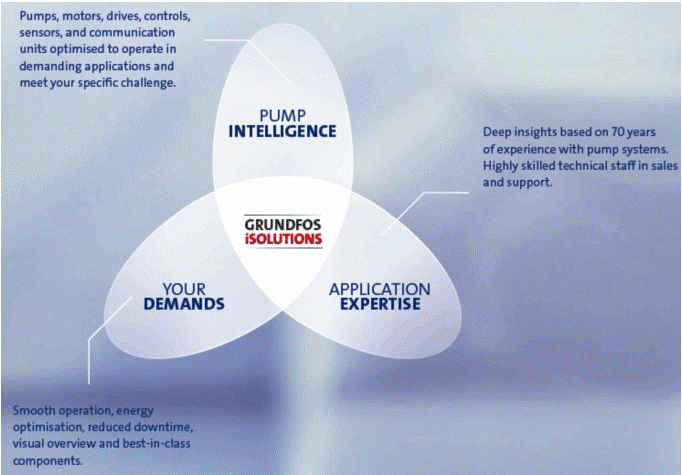 Pumps, motors, drives, controls,
sensors, and communication
units optimised to operate in
demanding applications and
meet your specific challenge.
PUMP
INTELLIGENCE
Deep insights based on 70 years
of experience with pump systems.
Highly skilled technical staff in sales
and support.
GRUNDFOS
iSOLUTIONS
YOUR
DEMANDS
APPLICATION
EXPERTISE
Smooth operation, energy
optimisation, reduced downtime,
visual overview and best-in-class
components.